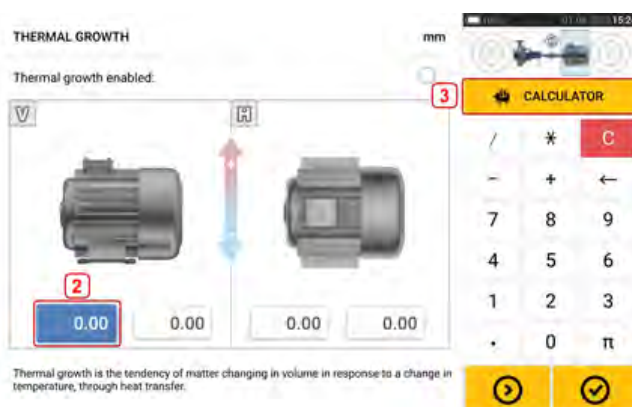 THERMAL GROWTH
mm
Thermal growth enabled:
V
H
2
0.00
0.00
0.00
0.00
Thermal growth is the tendency of matter changing in volume in response to a change in
temperature, through heat transfer.
3
CALCULATOR
/ * C
- + ←
7 8 9
4 5 6
1 2 3
. 0 π